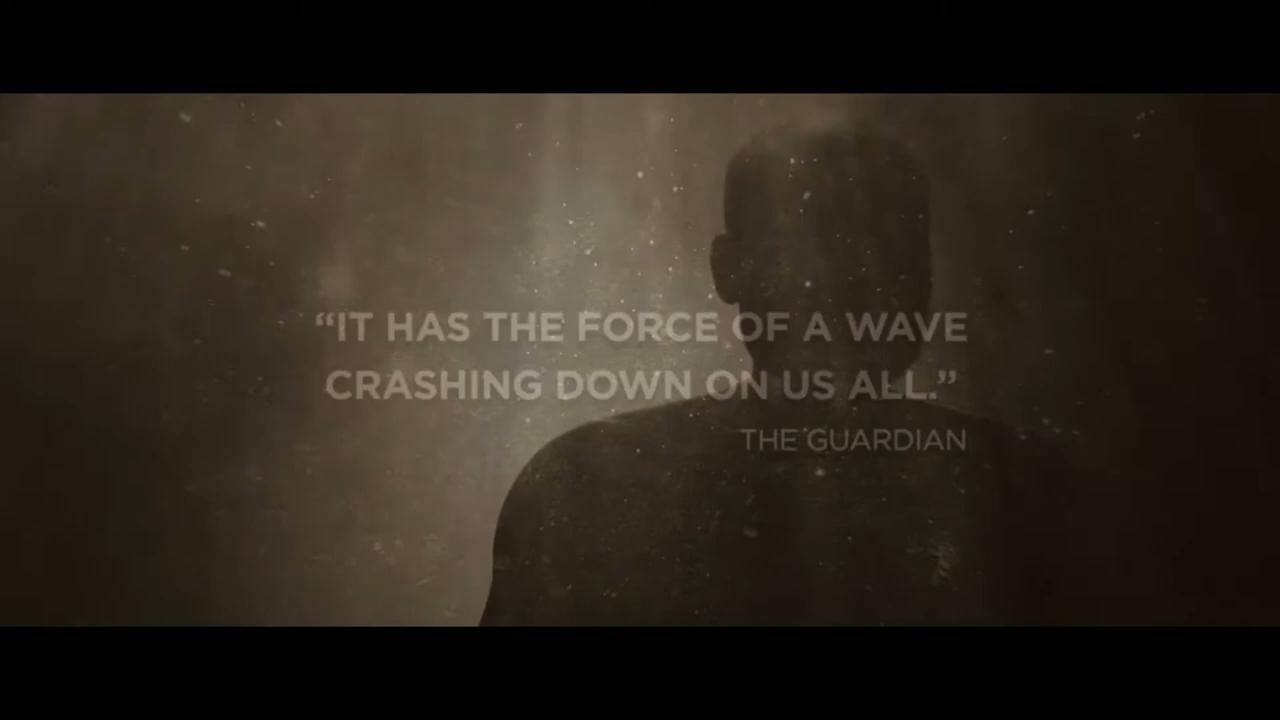 “IT HAS THE FORCE OF A WAVE
CRASHING DOWN ON US ALL.”
THE GUARDIAN